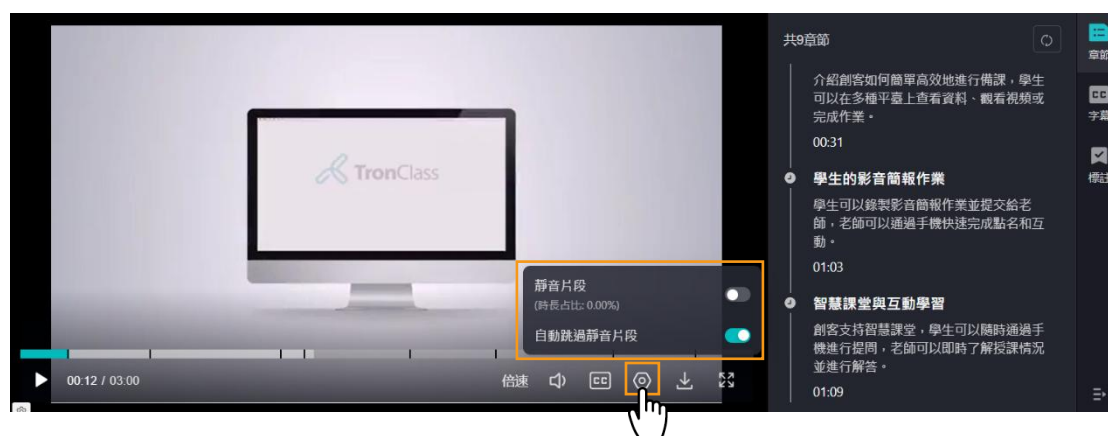 TronClass
靜音片段
(時長占比: 0.00%)
自動跳過靜音片段
00:12 / 03:00
倍速
CC
共9章節
介紹創客如何簡單高效地進行備課，學生
可以在多種平臺上查看資料、觀看視頻或
完成作業。
00:31
學生的影音簡報作業
學生可以錄製影音簡報作業並提交給老
師，老師可以通過手機快速完成點名和互
動。
01:03
智慧課堂與互動學習
創客支持智慧課堂，學生可以隨時通過手
機進行提問，老師可以即時了解授課情況
並進行解答。
01:09
章節
CC
字幕
標註